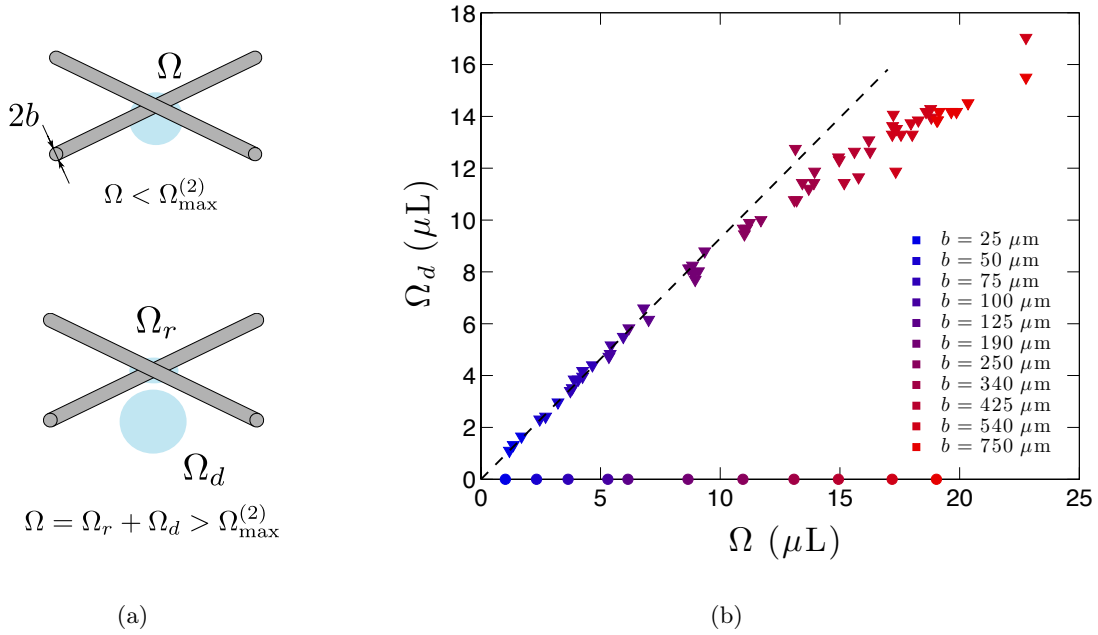 Ω
2b
Ω < Ω_max^(2)
Ω_r
Ω_d
Ω = Ω_r + Ω_d > Ω_max^(2)
(a)
18
16
14
12
10
8
6
4
2
0
Ω_d (μL)
b = 25 μm
b = 50 μm
b = 75 μm
b = 100 μm
b = 125 μm
b = 190 μm
b = 250 μm
b = 340 μm
b = 425 μm
b = 540 μm
b = 750 μm
0 5 10 15 20 25
Ω (μL)
(b)